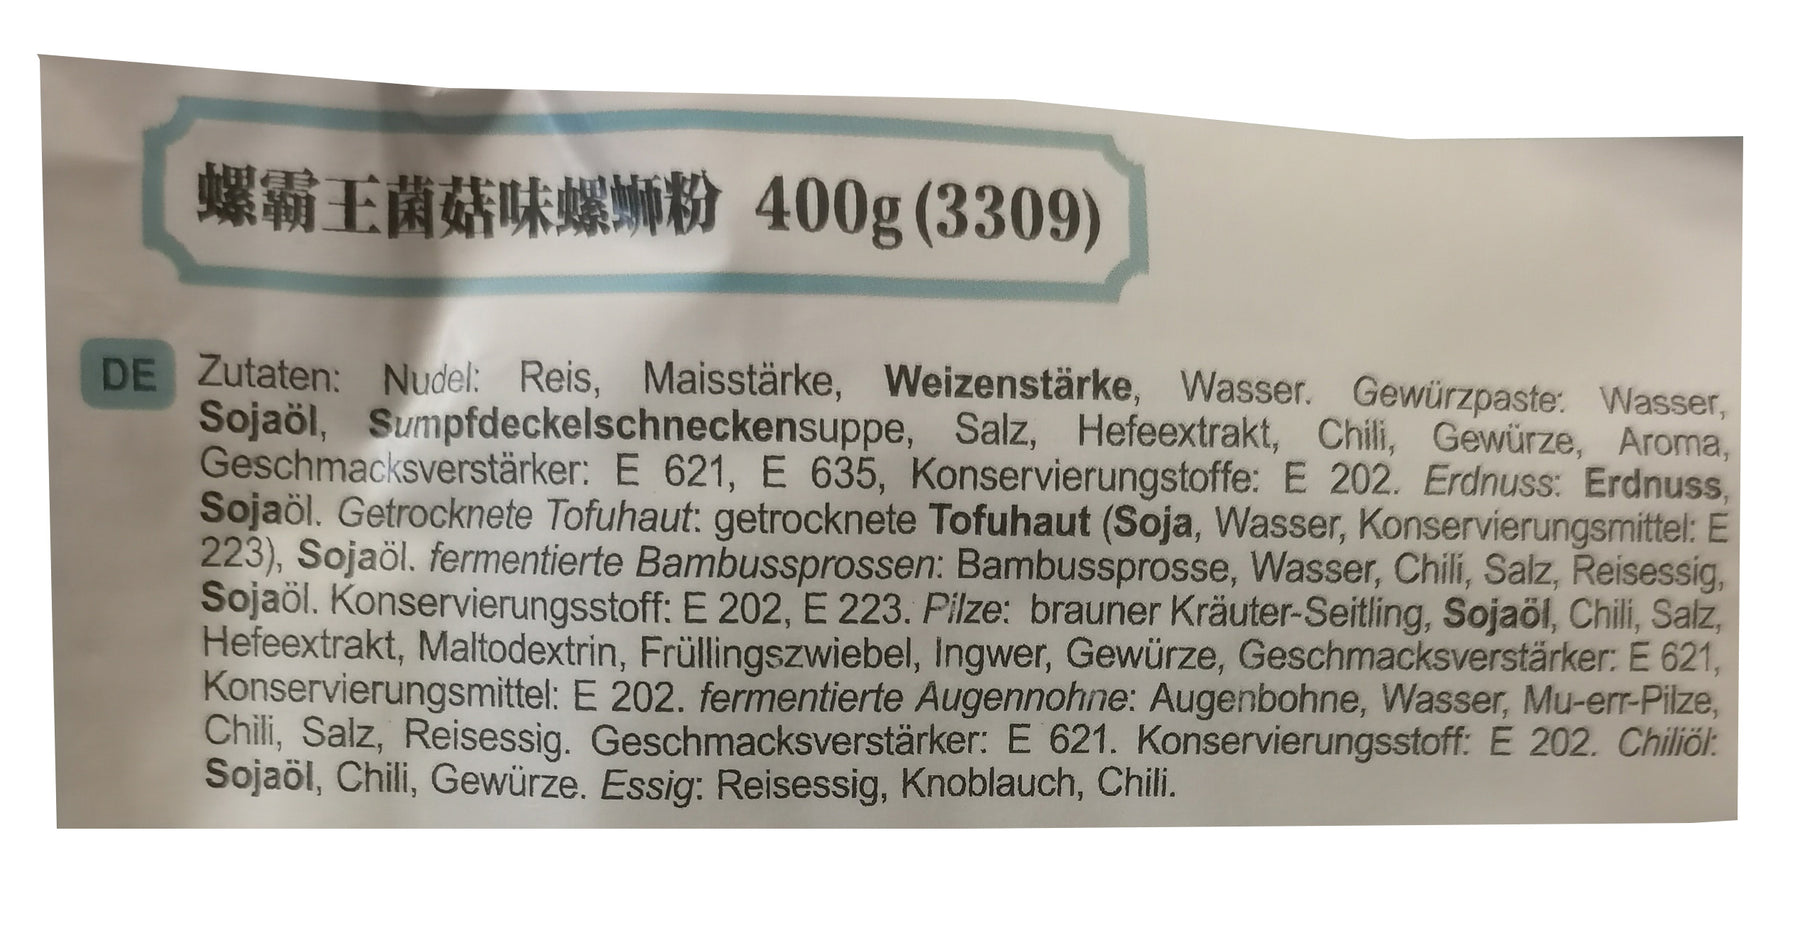 螺霸王菌菇味螺蛳粉 400g(3309)
DE Zutaten: Nudel: Reis, Maisstärke, Weizenstärke, Wasser. Gewürzpaste: Wasser,
Sojaöl, Sumpfdeckelschneckensuppe, Salz, Hefeextrakt, Chili, Gewürze, Aroma,
Geschmacksverstärker: E 621, E 635, Konservierungstoffe: E 202. Erdnuss: Erdnuss,
Sojaöl. Getrocknete Tofuhaut: getrocknete Tofuhaut (Soja, Wasser, Konservierungsmittel: E
223), Sojaöl. fermentierte Bambussprossen: Bambussprosse, Wasser, Chili, Salz, Reisessig,
Sojaöl. Konservierungsstoff: E 202, E 223. Pilze: brauner Kräuter-Seitling, Sojaöl, Chili, Salz,
Hefeextrakt, Maltodextrin, Früllingszwiebel, Ingwer, Gewürze, Geschmacksverstärker: E 621,
Konservierungsmittel: E 202. fermentierte Augennohne: Augenbohne, Wasser, Mu-err-Pilze,
Chili, Salz, Reisessig. Geschmacksverstärker: E 621. Konservierungsstoff: E 202. Chiliöl:
Sojaöl, Chili, Gewürze. Essig: Reisessig, Knoblauch, Chili.